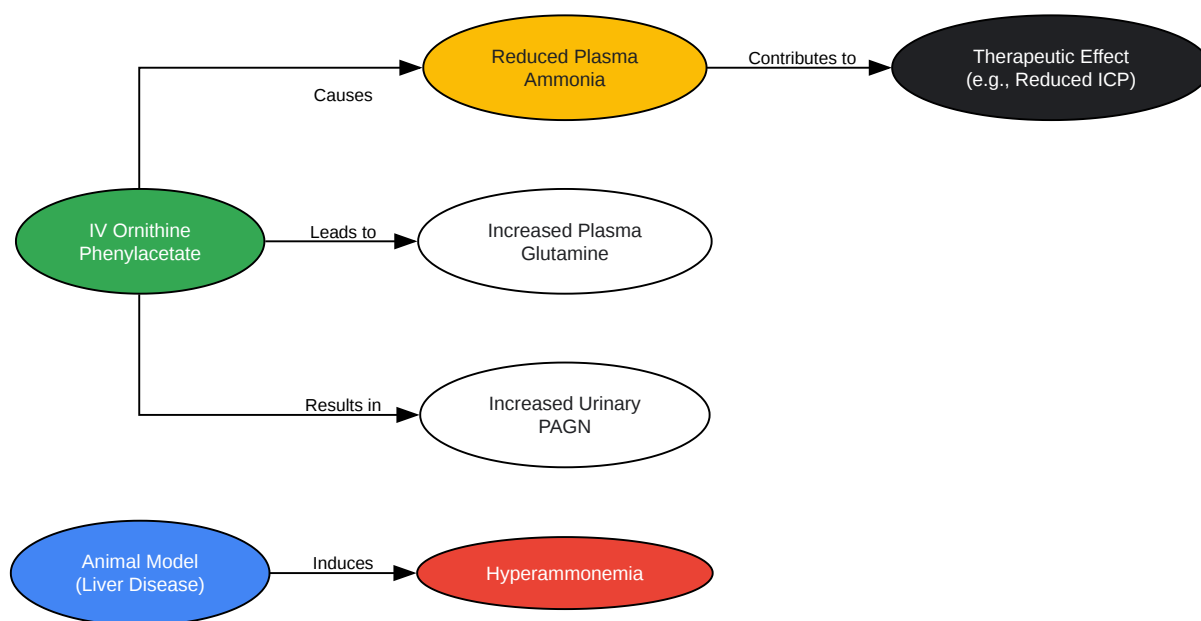 Reduced Plasma
Ammonia
Contributes to
Therapeutic Effect
(e.g., Reduced ICP)
Causes
IV Ornithine
Phenylacetate
Leads to
Increased Plasma
Glutamine
Results in
Increased Urinary
PAGN
Animal Model
(Liver Disease)
Induces
Hyperammonemia